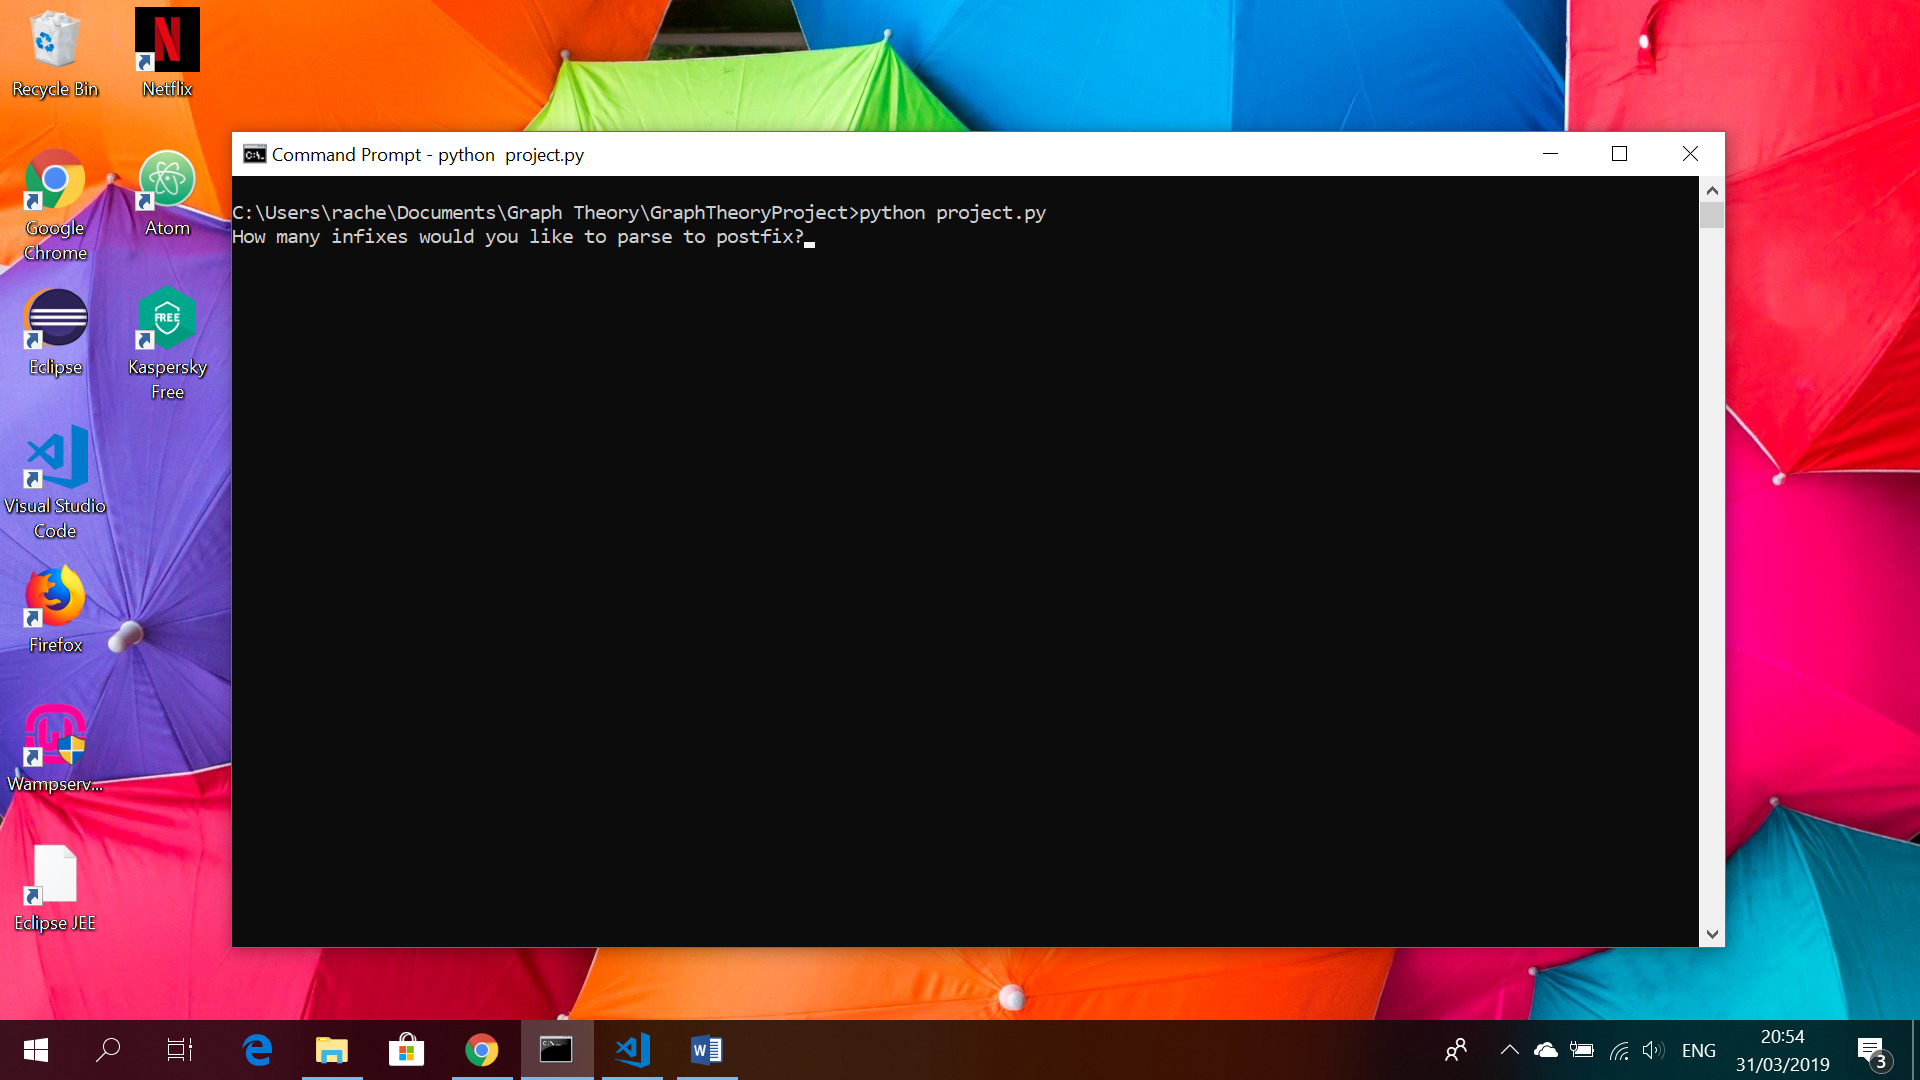 Recycle Bin
Netflix
Google
Chrome
Atom
Eclipse
FREE
Kaspersky
Free
Visual Studio
Code
Firefox
Wampserv...
Eclipse JEE
Command Prompt - python  project.py
C:\Users\rache\Documents\Graph Theory\GraphTheoryProject>python project.py
How many infixes would you like to parse to postfix?
ENG
20:54
31/03/2019
3